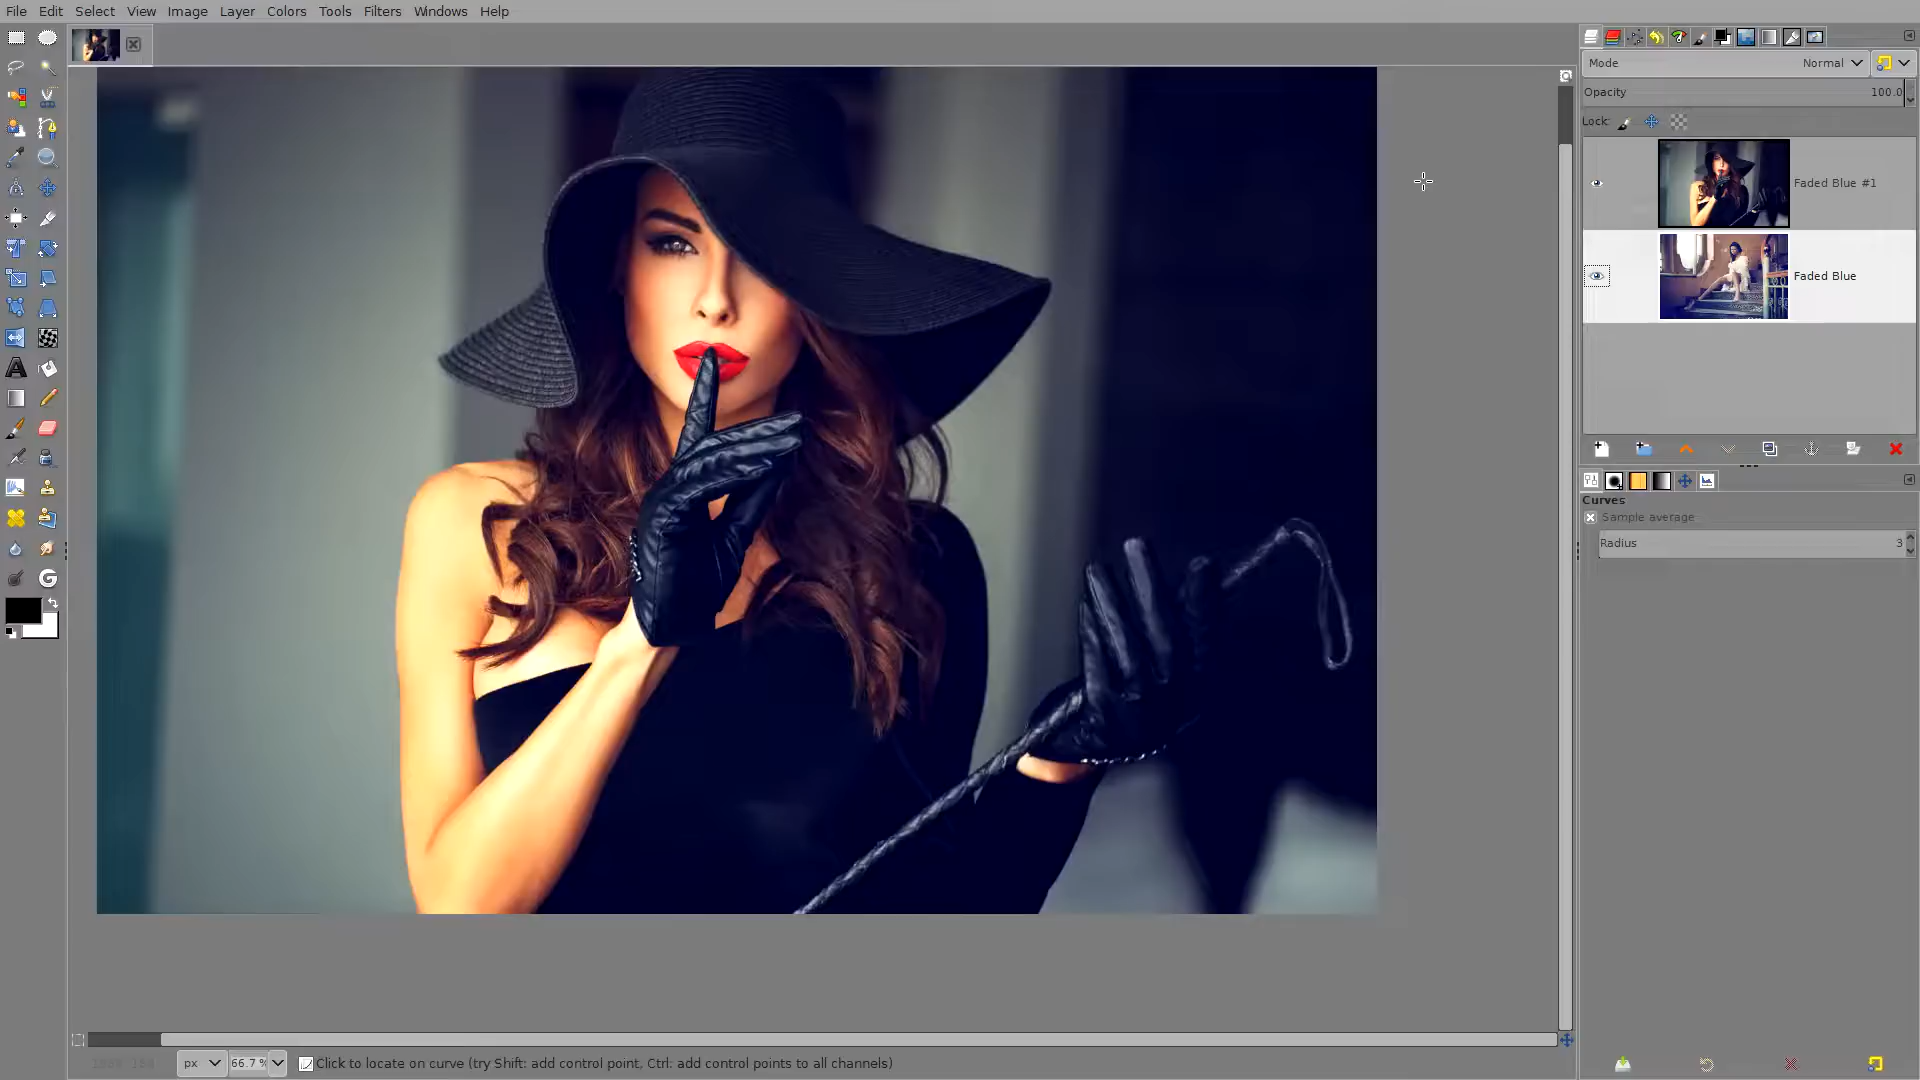 File Edit Select View Image Layer Colors Tools Filters Windows Help
Mode Normal
Opacity 100.0
Lock:
Faded Blue #1
Faded Blue
Curves
Sample average
Radius 3
px 66.7 % Click to locate on curve (try Shift: add control point, Ctrl: add control points to all channels)